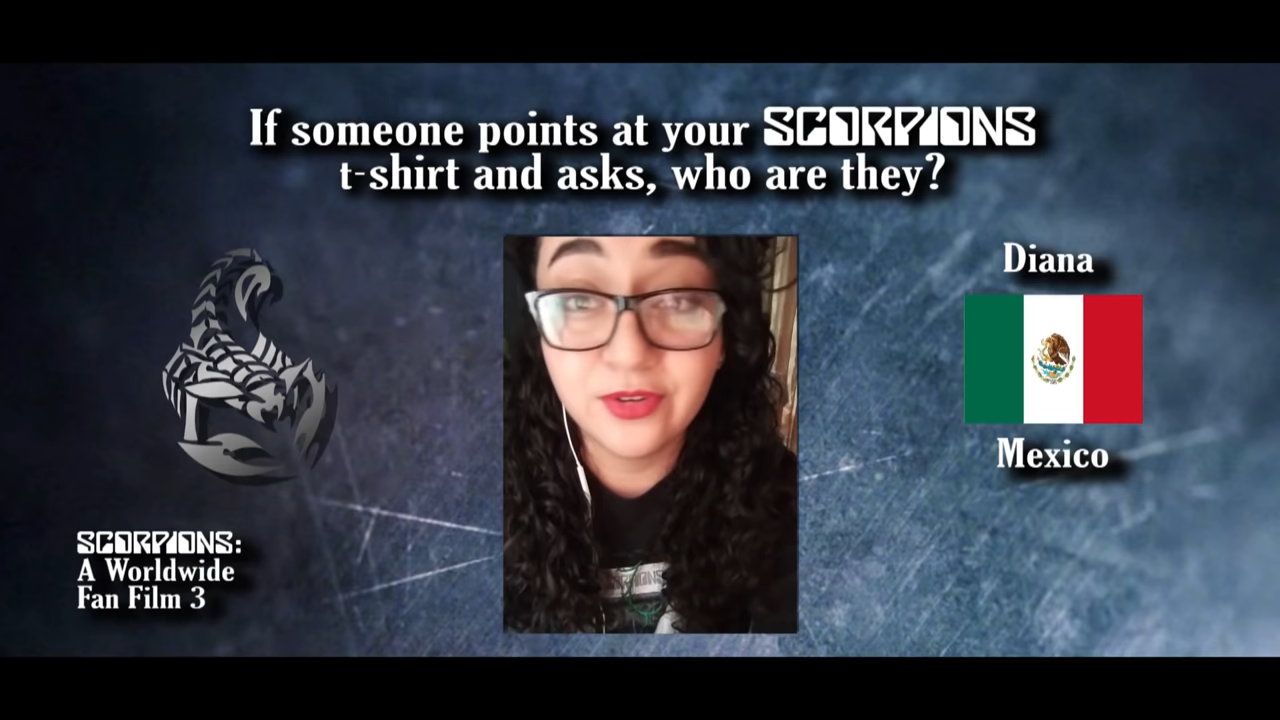 If someone points at your SCORPIONS
t-shirt and asks, who are they?
Diana
Mexico
SCORPIONS:
A Worldwide
Fan Film 3
SCORPIONS